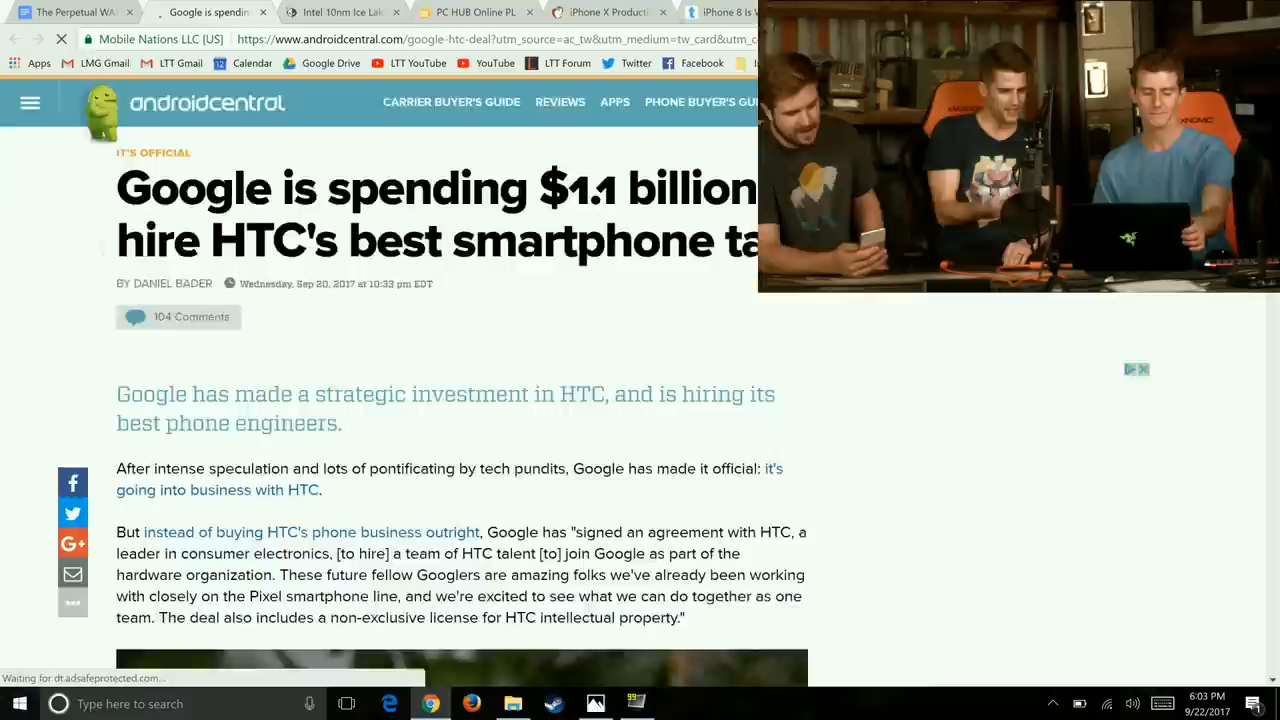 The Perpetual WA
Google is spendin
Intel 10nm Ice Lak
PC HUB Online PL
iPhone X Producti
iPhone 8 Is
Mobile Nations LLC [US]
https://www.androidcentral.com/google-htc-deal?utm_source=ac_tw&utm_medium=tw_card&utm_c
Apps
LMG Gmail
LTT Gmail
Calendar
Google Drive
LTT YouTube
YouTube
LTT Forum
Twitter
Facebook
androidcentral
CARRIER BUYER'S GUIDE
REVIEWS
APPS
PHONE BUYER'S GU
IT'S OFFICIAL
Google is spending $1.1 billion
hire HTC's best smartphone ta
BY DANIEL BADER
Wednesday, Sep 20, 2017 at 10:33 pm EDT
104 Comments
Google has made a strategic investment in HTC, and is hiring its
best phone engineers.
After intense speculation and lots of pontificating by tech pundits, Google has made it official: it's
going into business with HTC.
But instead of buying HTC's phone business outright, Google has "signed an agreement with HTC, a
leader in consumer electronics, [to hire] a team of HTC talent [to] join Google as part of the
hardware organization. These future fellow Googlers are amazing folks we've already been working
with closely on the Pixel smartphone line, and we're excited to see what we can do together as one
team. The deal also includes a non-exclusive license for HTC intellectual property."
Waiting for dt.adsafeprotected.com...
Type here to search
99
6:03 PM
9/22/2017